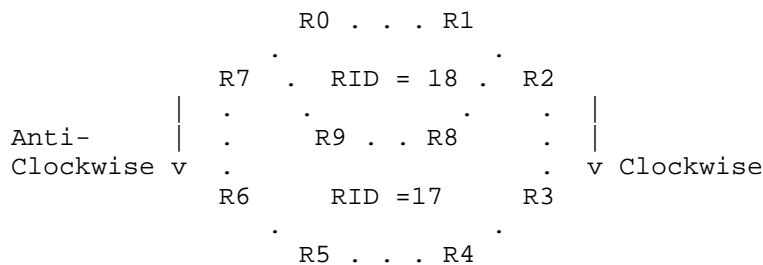 R0 . . . R1
. .
R7 . RID = 18 . R2
| . . . . |
Anti- | . R9 . . R8 . |
Clockwise v . . v Clockwise
R6 RID =17 R3
. .
R5 . . . R4